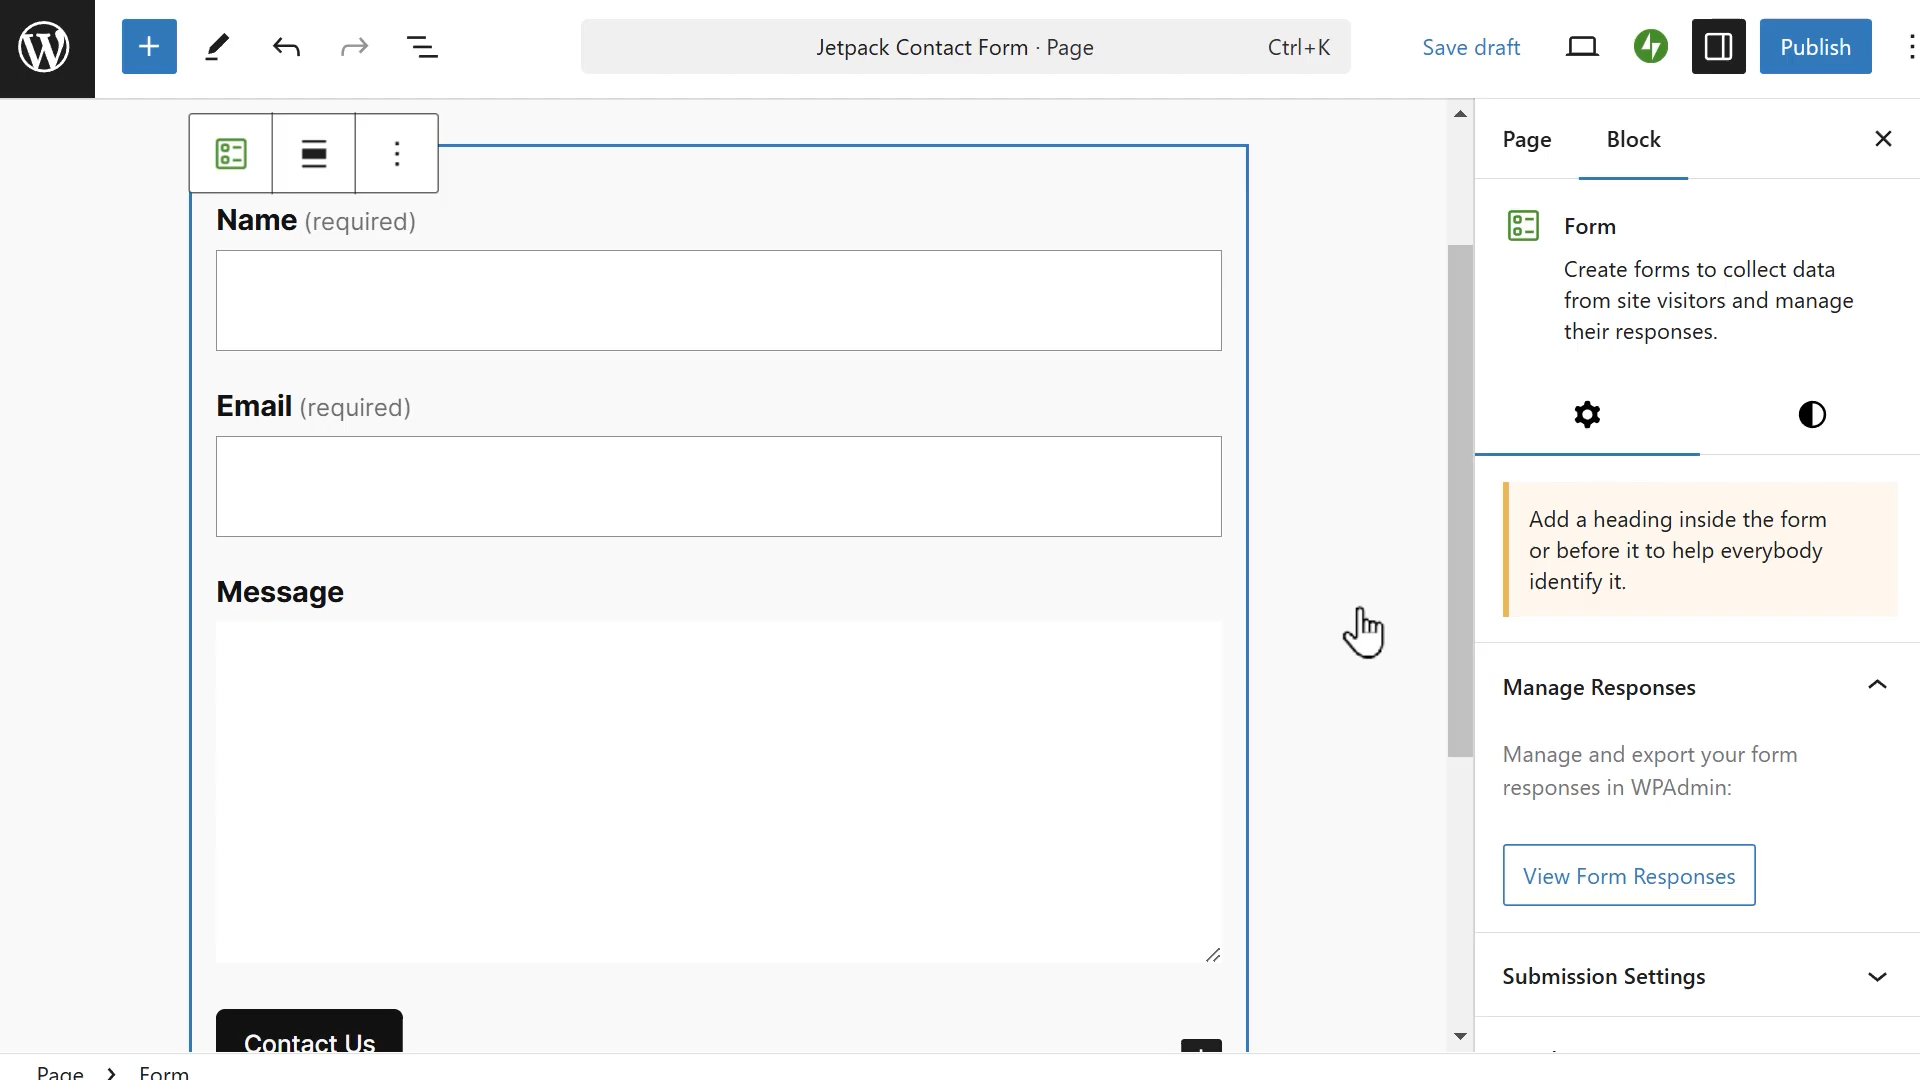 Jetpack Contact Form · Page
Ctrl+K
Save draft
Publish
Page
Block
Name (required)
Email (required)
Message
Contact Us
Form
Create forms to collect data
from site visitors and manage
their responses.
Add a heading inside the form
or before it to help everybody
identify it.
Manage Responses
Manage and export your form
responses in WPAdmin:
View Form Responses
Submission Settings
Page
Form